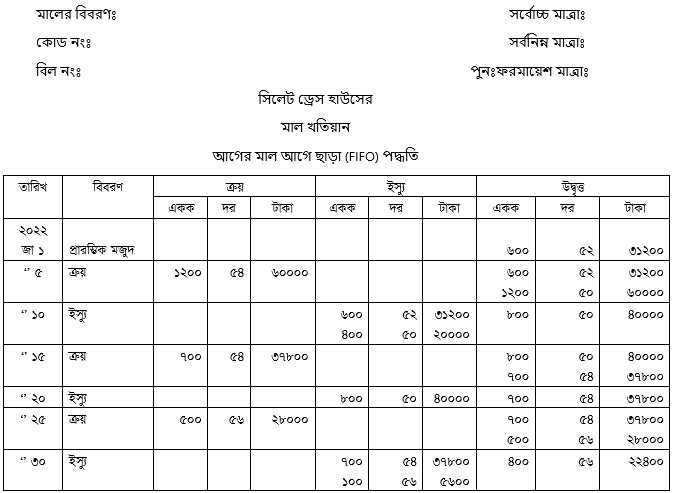 মালের বিবরণঃ সর্বোচ্চ মাত্রাঃ
কোড নংঃ সর্বনিম্ন মাত্রাঃ
বিল নংঃ পুনঃফরমায়েশ মাত্রাঃ
সিলেট ড্রেস হাউসের
মাল খতিয়ান
আগের মাল আগে ছাড়া (FIFO) পদ্ধতি
তারিখ বিবরণ ক্রয় ইস্যু উদ্বৃত্ত
একক দর টাকা একক দর টাকা একক দর টাকা
২০২২
জা ১ প্রারম্ভিক মজুদ ৬০০ ৫২ ৩১২০০
“ ৫ ক্রয় ১২০০ ৫৪ ৬০০০০ ৬০০ ৫২ ৩১২০০
১২০০ ৫০ ৬০০০০
“ ১০ ইস্যু ৬০০ ৫২ ৩১২০০ ৮০০ ৫০ ৪০০০০
৪০০ ৫০ ২০০০০
“ ১৫ ক্রয় ৭০০ ৫৪ ৩৭৮০০ ৮০০ ৫০ ৪০০০০
৭০০ ৫৪ ৩৭৮০০
“ ২০ ইস্যু ৮০০ ৫০ ৪০০০০ ৭০০ ৫৪ ৩৭৮০০
“ ২৫ ক্রয় ৫০০ ৫৬ ২৮০০০ ৭০০ ৫৪ ৩৭৮০০
৫০০ ৫৬ ২৮০০০
“ ৩০ ইস্যু ৭০০ ৫৪ ৩৭৮০০ ৪০০ ৫৬ ২২৪০০
১০০ ৫৬ ৫৬০০